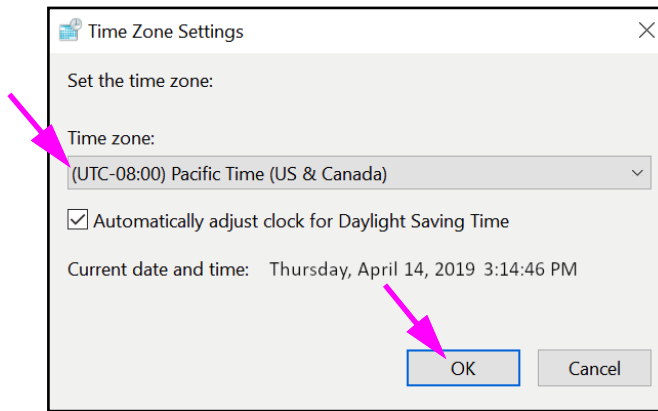 Time Zone Settings
Set the time zone:
Time zone:
(UTC-08:00) Pacific Time (US & Canada)
Automatically adjust clock for Daylight Saving Time
Current date and time: Thursday, April 14, 2019 3:14:46 PM
OK Cancel